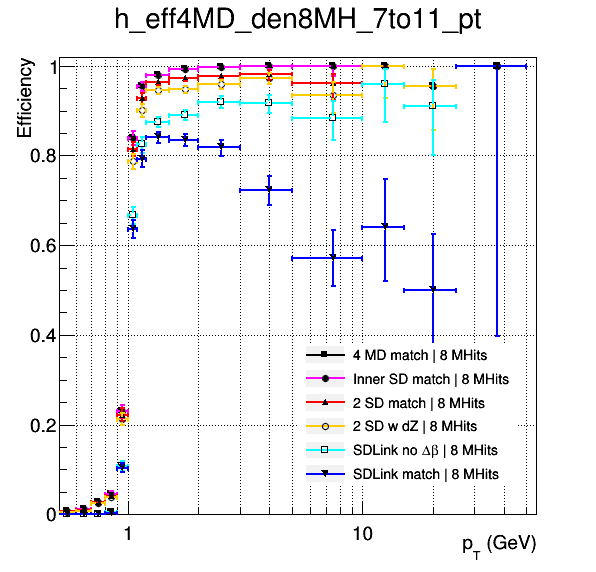 h_eff4MD_den8MH_7to11_pt
Efficiency
1
0.8
0.6
0.4
0.2
0
4 MD match | 8 MHits
Inner SD match | 8 MHits
2 SD match | 8 MHits
2 SD w dZ | 8 MHits
SDLink no Δβ | 8 MHits
SDLink match | 8 MHits
1 10
p_T (GeV)